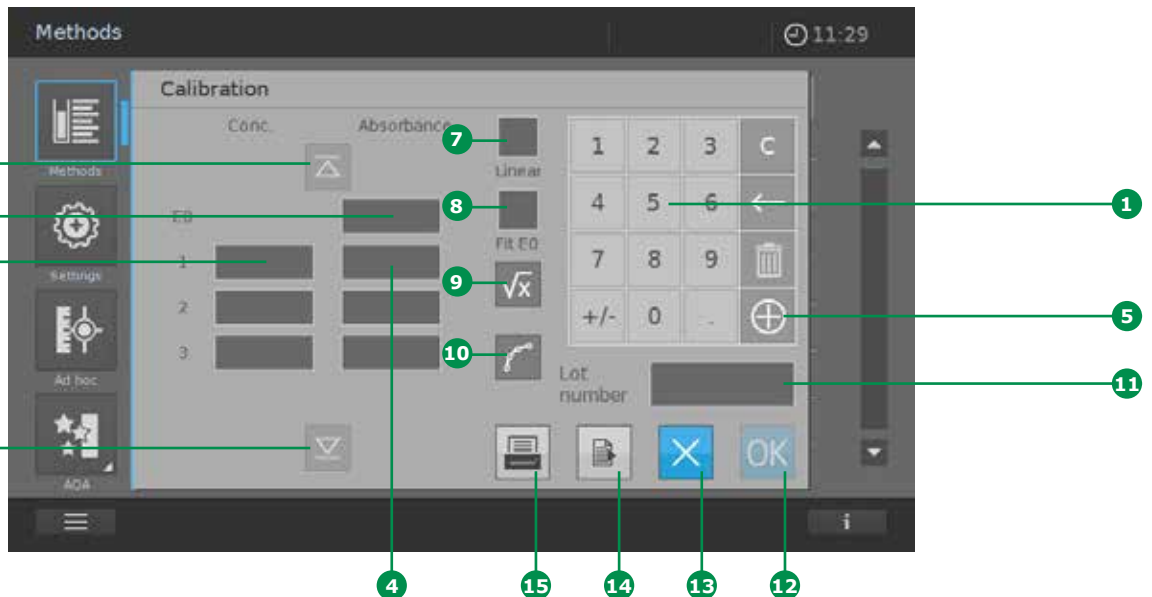 Methods 11:29
Calibration
Conc. Absorbance
7
Linear
1 2 3 C
Methods
E0
8
Fit E0
4 5 6 ←
1
Settings
1
9
√x
7 8 9
2
+/- 0 .
5
3
10
Ad hoc
Lot
number
11
OK
AQA
i
4 15 14 13 12